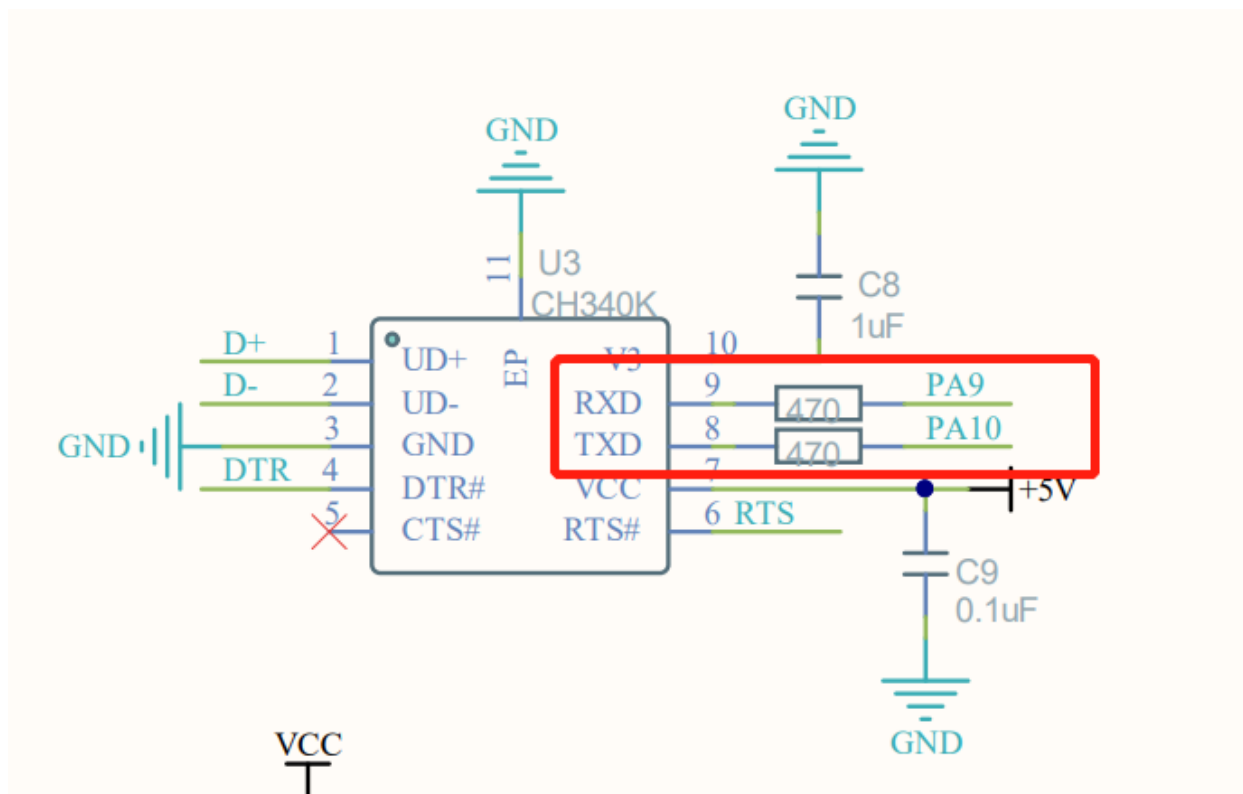 GND
GND
11
U3
CH340K
C8
1uF
D+
1
UD+
EP
V3
10
D-
2
UD-
RXD
9
470
PA9
GND
3
GND
TXD
8
470
PA10
DTR
4
DTR#
VCC
7
+5V
5
CTS#
RTS#
6
RTS
C9
0.1uF
GND
VCC